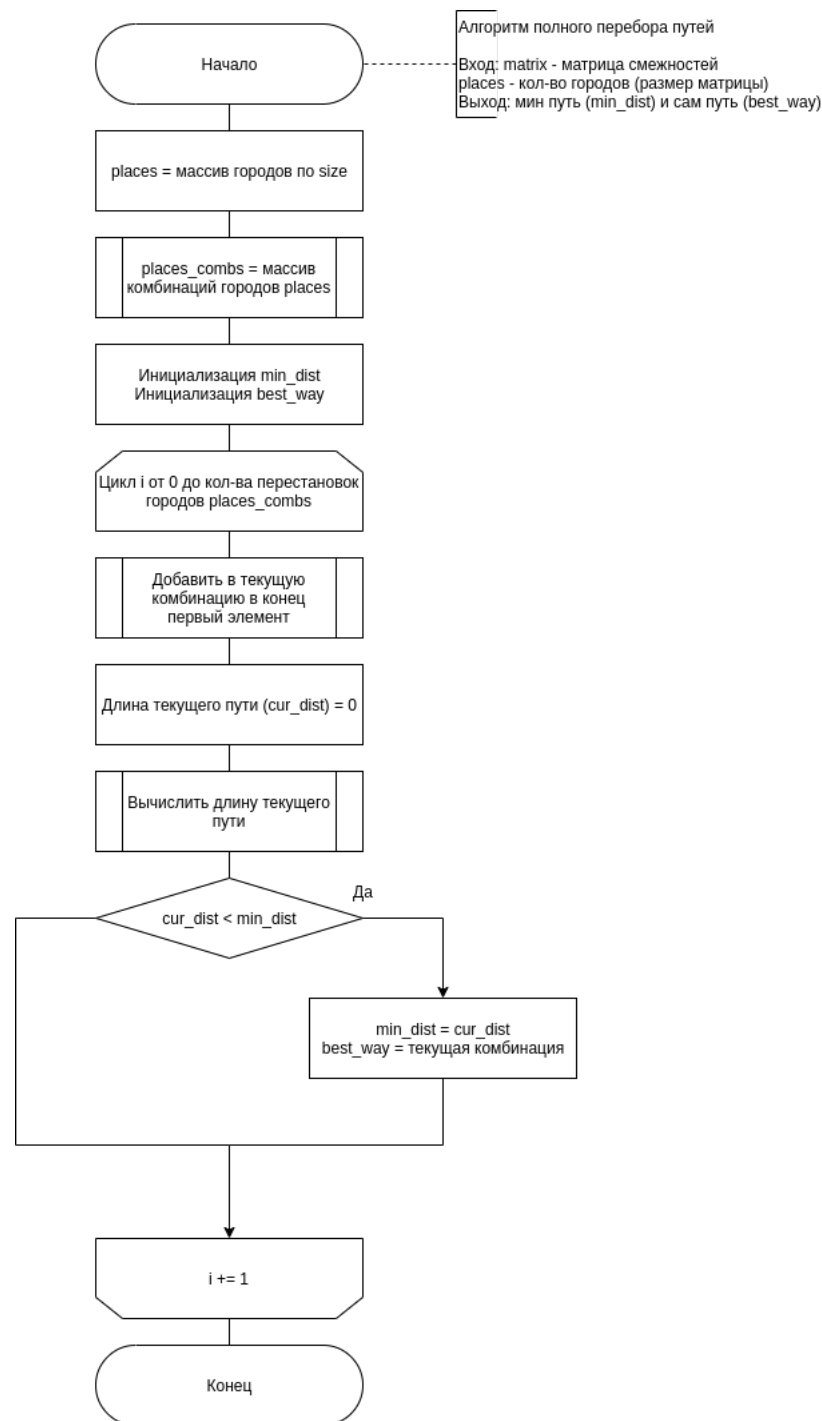 Начало
Алгоритм полного перебора путей
Вход: matrix - матрица смежностей
places - кол-во городов (размер матрицы)
Выход: мин путь (min_dist) и сам путь (best_way)
places = массив городов по size
places_combs = массив
комбинаций городов places
Инициализация min_dist
Инициализация best_way
Цикл i от 0 до кол-ва перестановок
городов places_combs
Добавить в текущую
комбинацию в конец
первый элемент
Длина текущего пути (cur_dist) = 0
Вычислить длину текущего
пути
Да
cur_dist < min_dist
min_dist = cur_dist
best_way = текущая комбинация
i += 1
Конец